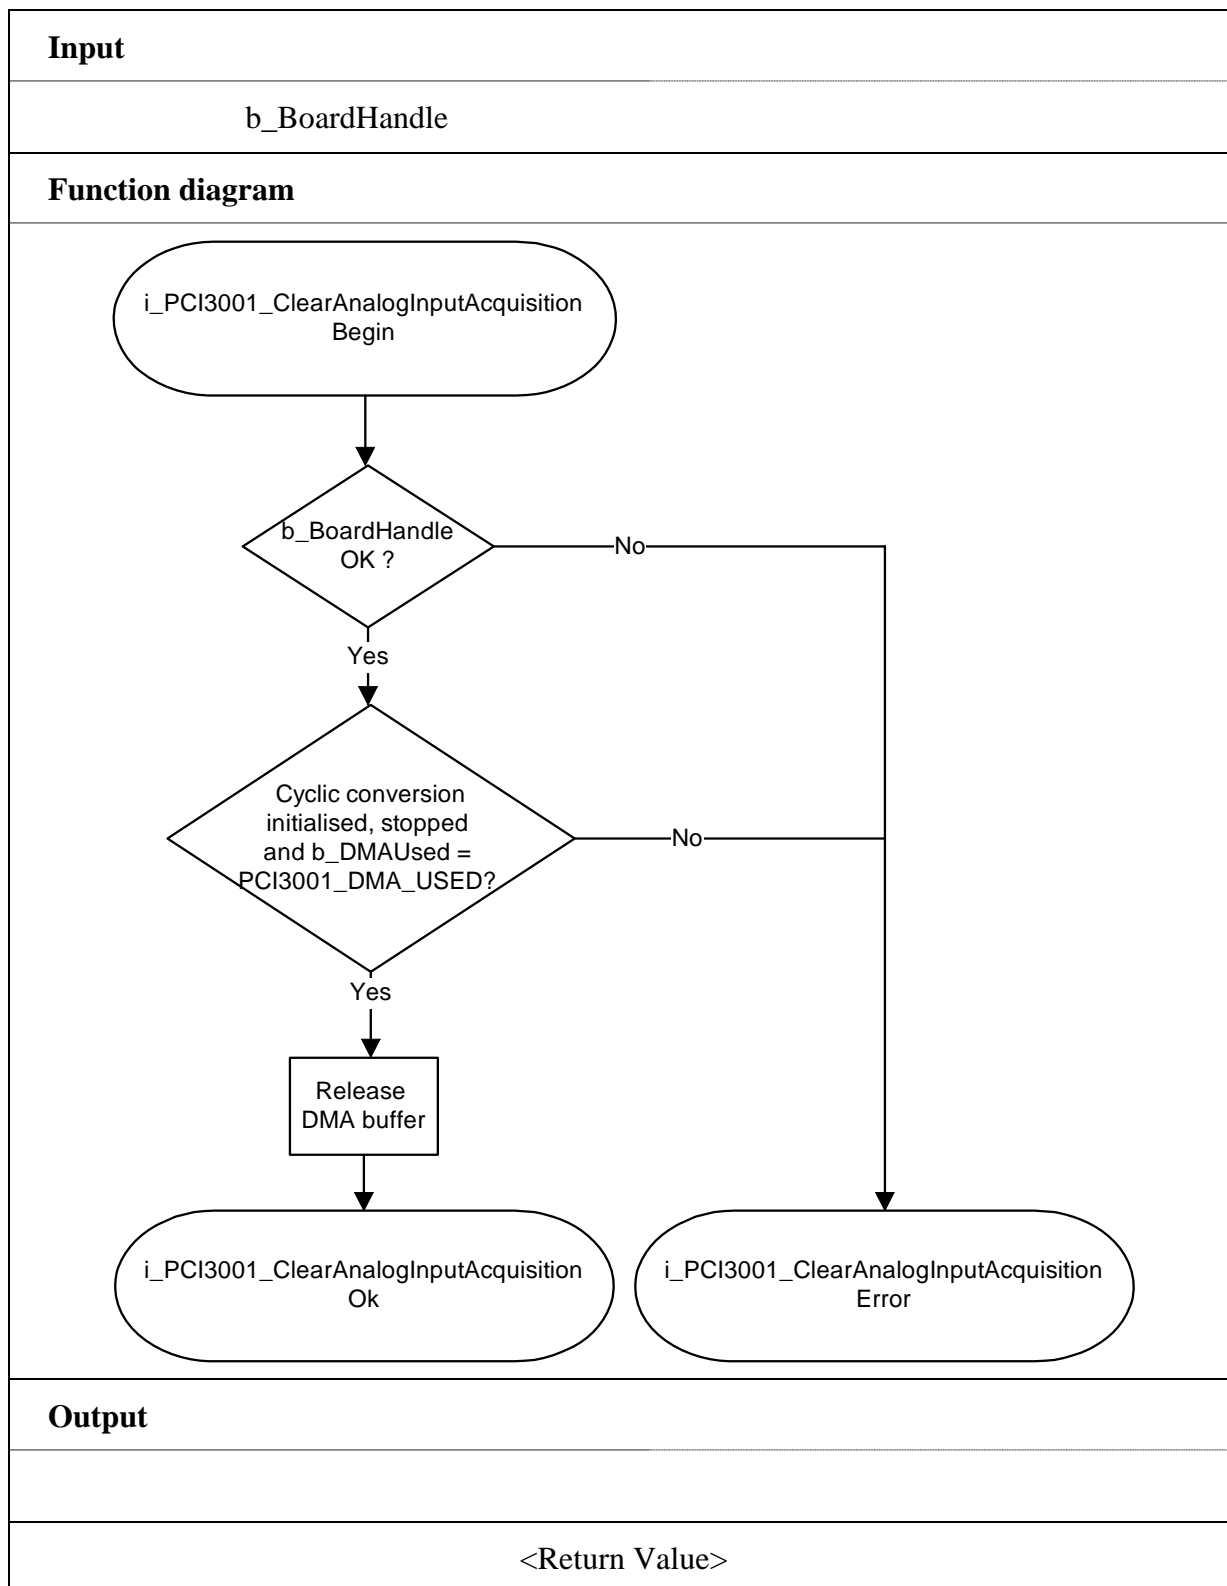 Input
b_BoardHandle
Function diagram
i_PCI3001_ClearAnalogInputAcquisition
Begin
b_BoardHandle
OK ?
No
Yes
Cyclic conversion
initialised, stopped
and b_DMAUsed =
PCI3001_DMA_USED?
No
Yes
Release
DMA buffer
i_PCI3001_ClearAnalogInputAcquisition
Ok
i_PCI3001_ClearAnalogInputAcquisition
Error
Output
<Return Value>